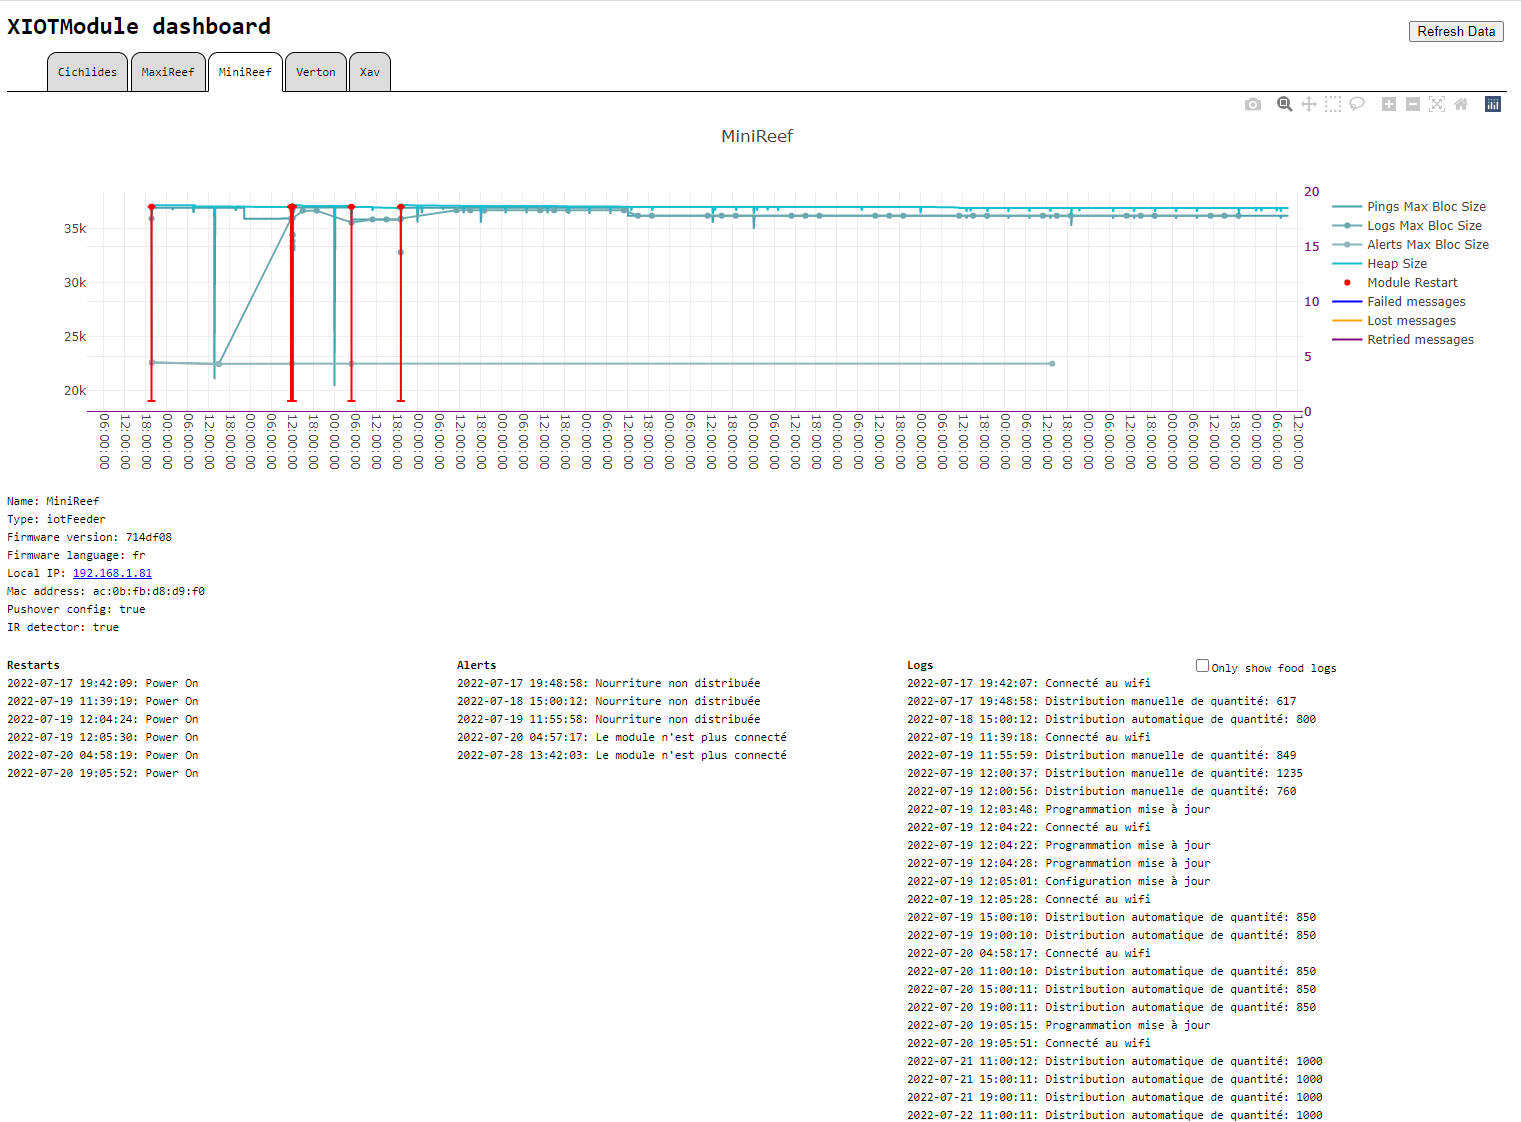 XIOTModule dashboard
Refresh Data
Cichlides MaxiReef MiniReef Verton Xav
MiniReef
35k
30k
25k
20k
20
15
10
5
0
Pings Max Bloc Size
Logs Max Bloc Size
Alerts Max Bloc Size
Heap Size
Module Restart
Failed messages
Lost messages
Retried messages
06:00:00 12:00:00 18:00:00 00:00:00 06:00:00 12:00:00 18:00:00 00:00:00 06:00:00 12:00:00 18:00:00 00:00:00 06:00:00 12:00:00 18:00:00 00:00:00 06:00:00 12:00:00 18:00:00 00:00:00 06:00:00 12:00:00 18:00:00 00:00:00 06:00:00 12:00:00 18:00:00 00:00:00 06:00:00 12:00:00 18:00:00 00:00:00 06:00:00 12:00:00 18:00:00 00:00:00 06:00:00 12:00:00 18:00:00 00:00:00 06:00:00 12:00:00 18:00:00 00:00:00 06:00:00 12:00:00 18:00:00 00:00:00 06:00:00 12:00:00 18:00:00 00:00:00 06:00:00 12:00:00 18:00:00 00:00:00 06:00:00 12:00:00
Name: MiniReef
Type: iotFeeder
Firmware version: 714df08
Firmware language: fr
Local IP: 192.168.1.81
Mac address: ac:0b:fb:d8:d9:f0
Pushover config: true
IR detector: true
Restarts
2022-07-17 19:42:09: Power On
2022-07-19 11:39:19: Power On
2022-07-19 12:04:24: Power On
2022-07-19 12:05:30: Power On
2022-07-20 04:58:19: Power On
2022-07-20 19:05:52: Power On
Alerts
2022-07-17 19:48:58: Nourriture non distribuée
2022-07-18 15:00:12: Nourriture non distribuée
2022-07-19 11:55:58: Nourriture non distribuée
2022-07-20 04:57:17: Le module n'est plus connecté
2022-07-28 13:42:03: Le module n'est plus connecté
Logs
Only show food logs
2022-07-17 19:42:07: Connecté au wifi
2022-07-17 19:48:58: Distribution manuelle de quantité: 617
2022-07-18 15:00:12: Distribution automatique de quantité: 800
2022-07-19 11:39:18: Connecté au wifi
2022-07-19 11:55:59: Distribution manuelle de quantité: 849
2022-07-19 12:00:37: Distribution manuelle de quantité: 1235
2022-07-19 12:00:56: Distribution manuelle de quantité: 760
2022-07-19 12:03:48: Programmation mise à jour
2022-07-19 12:04:22: Connecté au wifi
2022-07-19 12:04:22: Programmation mise à jour
2022-07-19 12:04:28: Programmation mise à jour
2022-07-19 12:05:01: Configuration mise à jour
2022-07-19 12:05:28: Connecté au wifi
2022-07-19 15:00:10: Distribution automatique de quantité: 850
2022-07-19 19:00:10: Distribution automatique de quantité: 850
2022-07-20 04:58:17: Connecté au wifi
2022-07-20 11:00:10: Distribution automatique de quantité: 850
2022-07-20 15:00:11: Distribution automatique de quantité: 850
2022-07-20 19:00:11: Distribution automatique de quantité: 850
2022-07-20 19:05:15: Programmation mise à jour
2022-07-20 19:05:51: Connecté au wifi
2022-07-21 11:00:12: Distribution automatique de quantité: 1000
2022-07-21 15:00:11: Distribution automatique de quantité: 1000
2022-07-21 19:00:11: Distribution automatique de quantité: 1000
2022-07-22 11:00:11: Distribution automatique de quantité: 1000